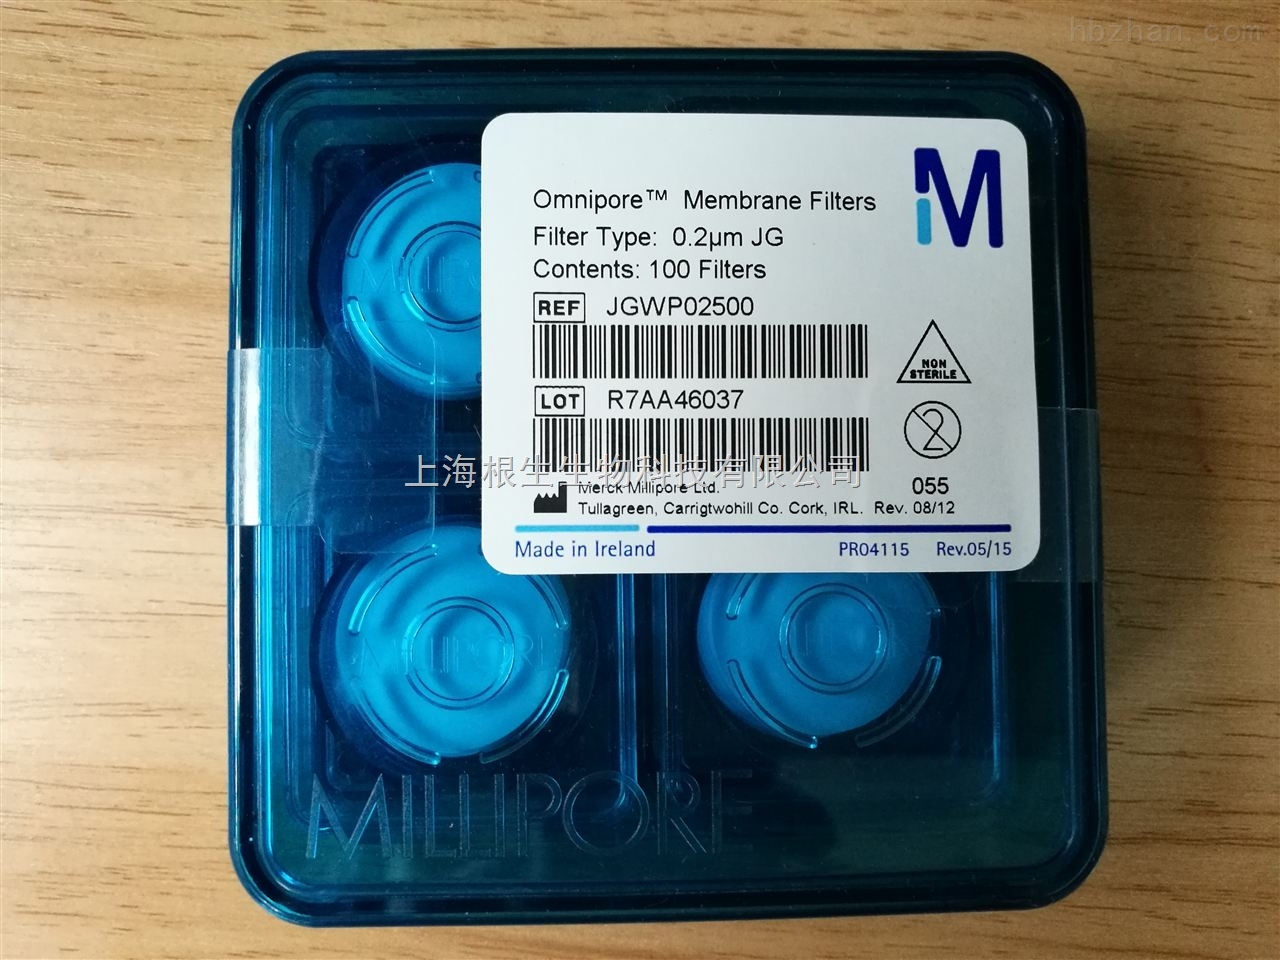 hbzhan.com
M
Omnipore™ Membrane Filters
Filter Type: 0.2µm JG
Contents: 100 Filters
REF JGWP02500
NON
STERILE
LOT R7AA46037
2
上海根生生物科技有限公司
Merck Millipore Ltd.
055
Tullagreen, Carrigtwohill Co. Cork, IRL. Rev. 08/12
Made in Ireland PR04115 Rev.05/15
MILLIPORE
MILLIPORE